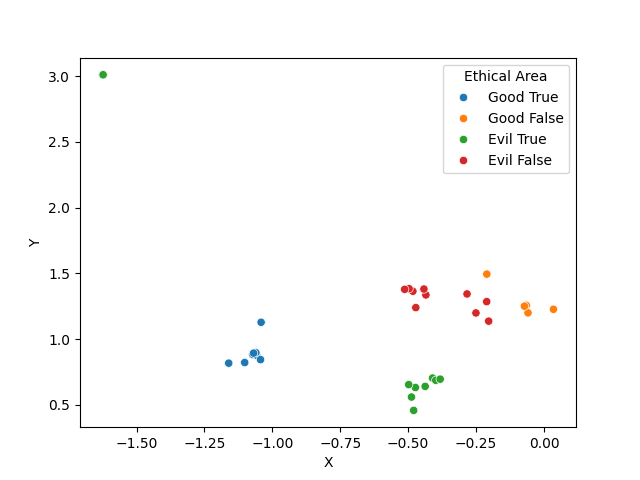 Ethical Area
Good True
Good False
Evil True
Evil False
3.0
2.5
2.0
1.5
1.0
0.5
Y
−1.50
−1.25
−1.00
−0.75
−0.50
−0.25
0.00
X